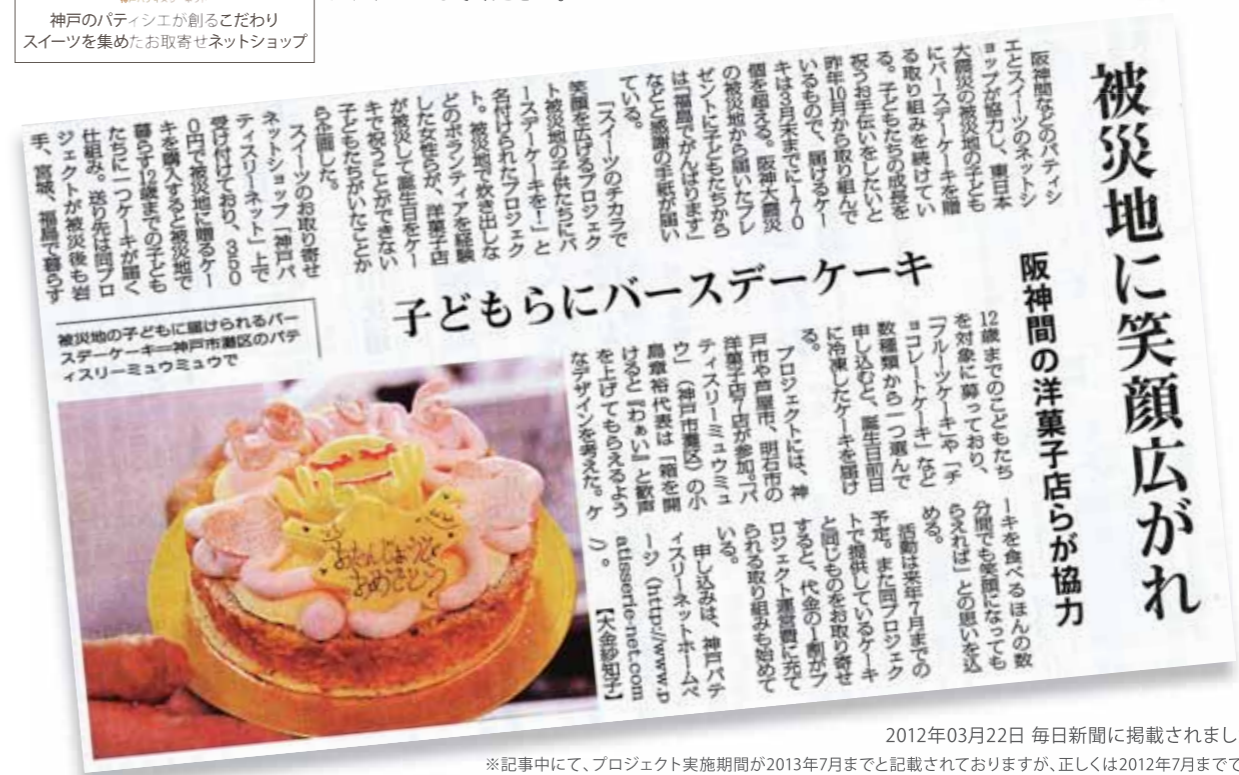 神戸のパティシエが創るこだわり
スイーツを集めたお取寄せネットショップ
被災地に笑顔広がれ
阪神間の洋菓子店らが協力
子どもらにバースデーケーキ
阪神間などのパティシ
エとスイーツのネットシ
ョップが協力し、東日本
大震災の被災地の子ども
にバースデーケーキを贈
る取り組みを続けてい
る。子どもたちの成長を
祝うお手伝いをしたいと
昨年10月から取り組んで
いるもので、届けるケー
キは3月末までに170
個を超える。阪神大震災
の被災地から届いたプレ
ゼントに子どもたちから
は「福島でがんばります」
などと感謝の手紙が届い
ている。
「スイーツのチカラで
笑顔を広げるプロジェク
ト被災地の子供たちにバ
ースデーケーキを！」と
名付けられたプロジェク
ト。被災地で炊き出しな
どのボランティアを経験
した女性らが、洋菓子店
が被災して誕生日をケー
キで祝うことができない
子どもたちがいたことか
ら企画した。
スイーツのお取り寄せ
ネットショップ「神戸パ
ティスリーネット」上で
受け付けており、350
0円で被災地に贈るケー
キを購入すると被災地で
暮らす12歳までの子ども
たちに一つケーキが届く
仕組み。送り先は同プロ
ジェクトが被災後も岩
手、宮城、福島で暮らす
12歳までのこどもたち
を対象に募っており、
「フルーツケーキ」や「チ
ョコレートケーキ」など
数種類から一つ選んで
申し込むと、誕生日前日
に冷凍したケーキを届け
る。
プロジェクトには、神
戸市や芦屋市、明石市の
洋菓子店7店が参加。「パ
ティスリーミュウミュ
ウ」（神戸市灘区）の小
島章裕代表は「箱を開
けると『わぁい』と歓声
を上げてもらえるよう
なデザインを考えた。ケ
ーキを食べるほんの数
分間でも笑顔になっても
らえれば」との思いを込
める。
活動は来年7月までの
予定。また同プロジェク
トで提供しているケーキ
と同じものをお取り寄せ
すると、代金の1割がプ
ロジェクト運営費に充て
られる取り組みも始めて
いる。
申し込みは、神戸パテ
ィスリーネットホームペ
ージ（http://www.p
atisserie-net.com
/）。
【大金紗知子】
被災地の子どもに届けられるバー
スデーケーキ＝神戸市灘区のパテ
ィスリーミュウミュウで
おたんじょうび
おめでとう
2012年03月22日 毎日新聞に掲載されまし
※記事中にて、プロジェクト実施期間が2013年7月までと記載されておりますが、正しくは2012年7月までで